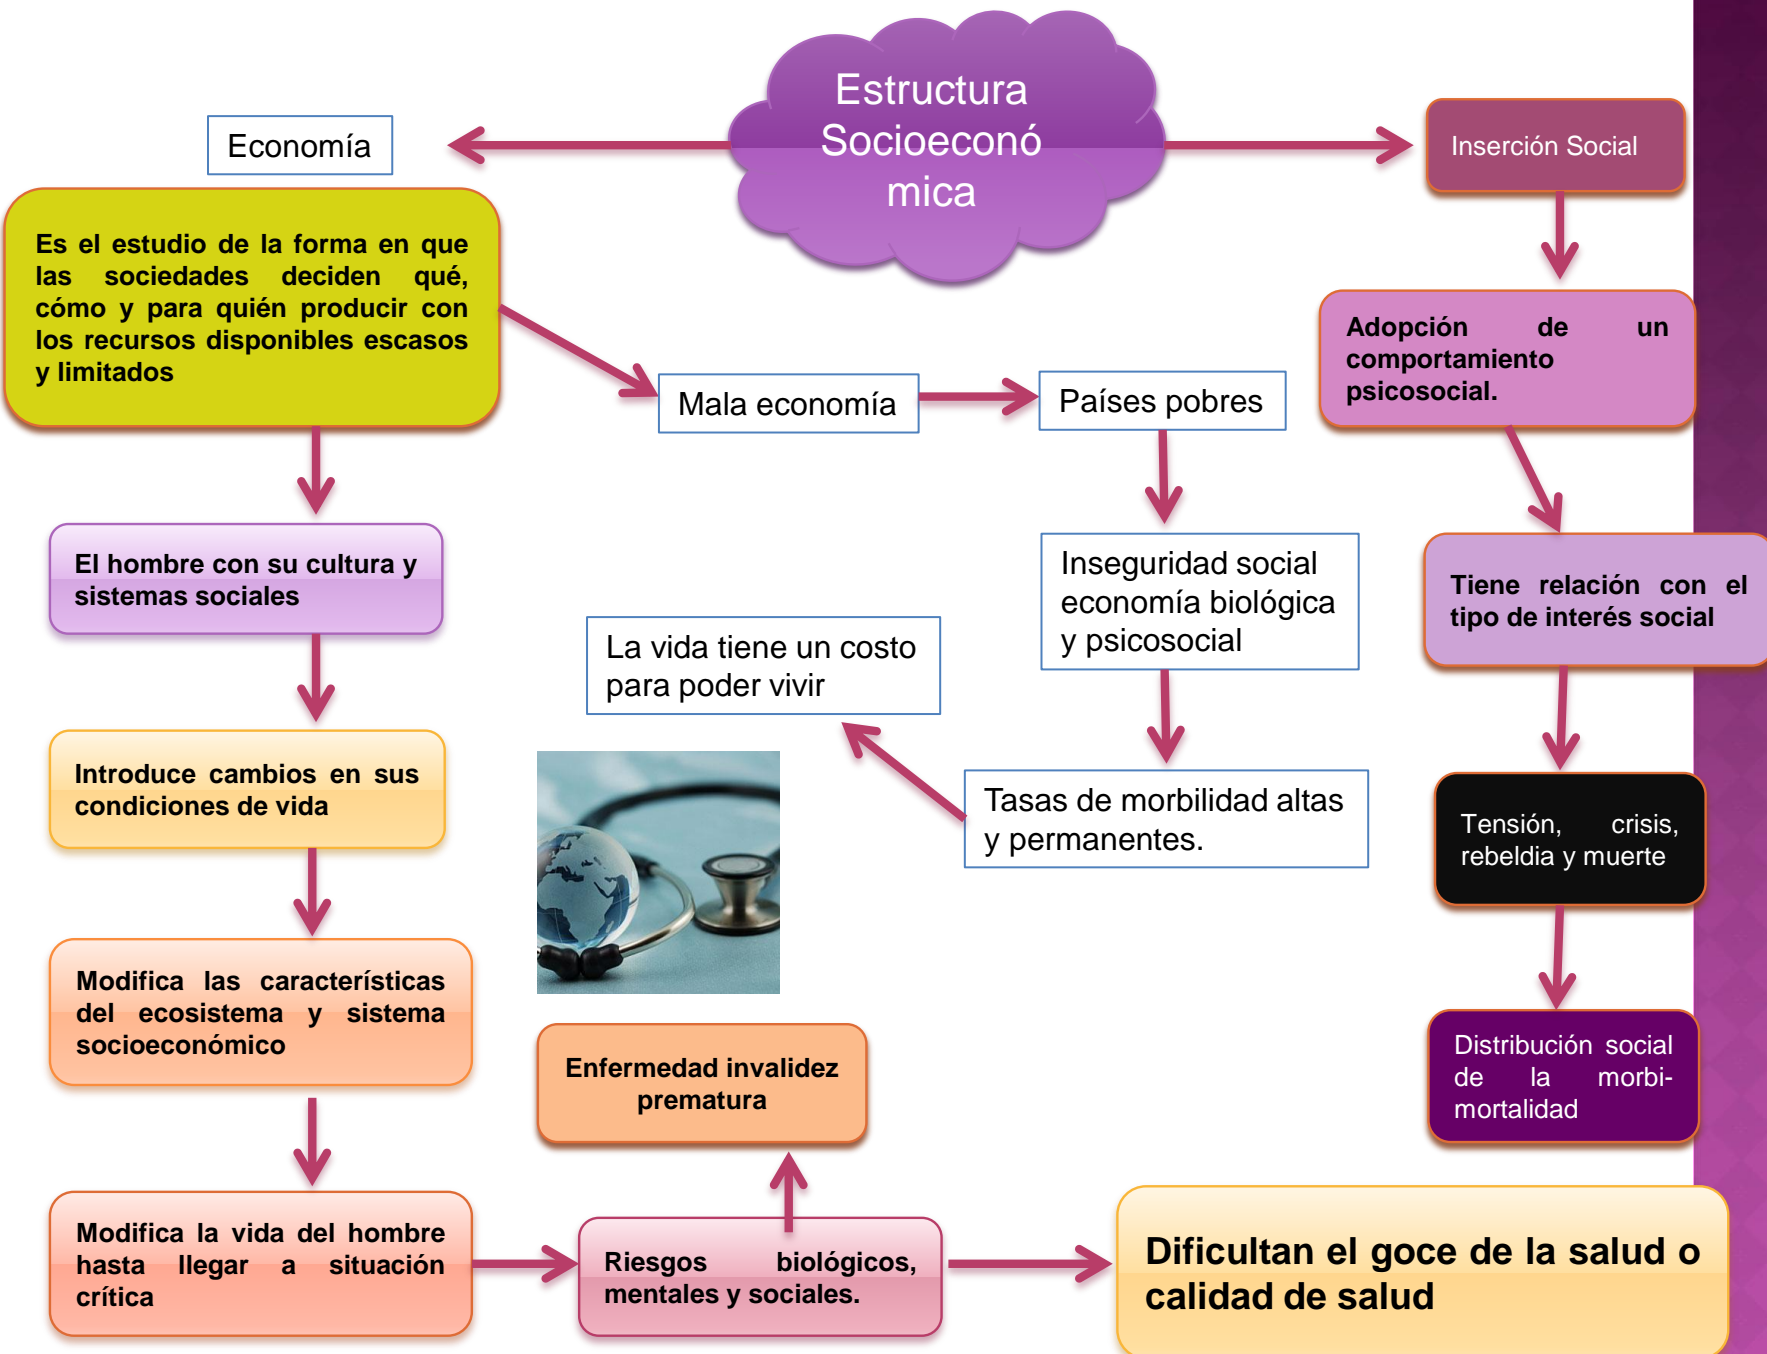 Estructura
Socioeconó
mica
Economía
Inserción Social
Es el estudio de la forma en que
las sociedades deciden qué,
cómo y para quién producir con
los recursos disponibles escasos
y limitados
Mala economía
Países pobres
Adopción de un
comportamiento
psicosocial.
El hombre con su cultura y
sistemas sociales
Inseguridad social
economía biológica
y psicosocial
Tiene relación con el
tipo de interés social
La vida tiene un costo
para poder vivir
Introduce cambios en sus
condiciones de vida
Tasas de morbilidad altas
y permanentes.
Tensión, crisis,
rebeldia y muerte
Modifica las características
del ecosistema y sistema
socioeconómico
Enfermedad invalidez
prematura
Distribución social
de la morbi-
mortalidad
Modifica la vida del hombre
hasta llegar a situación
crítica
Riesgos biológicos,
mentales y sociales.
Dificultan el goce de la salud o
calidad de salud